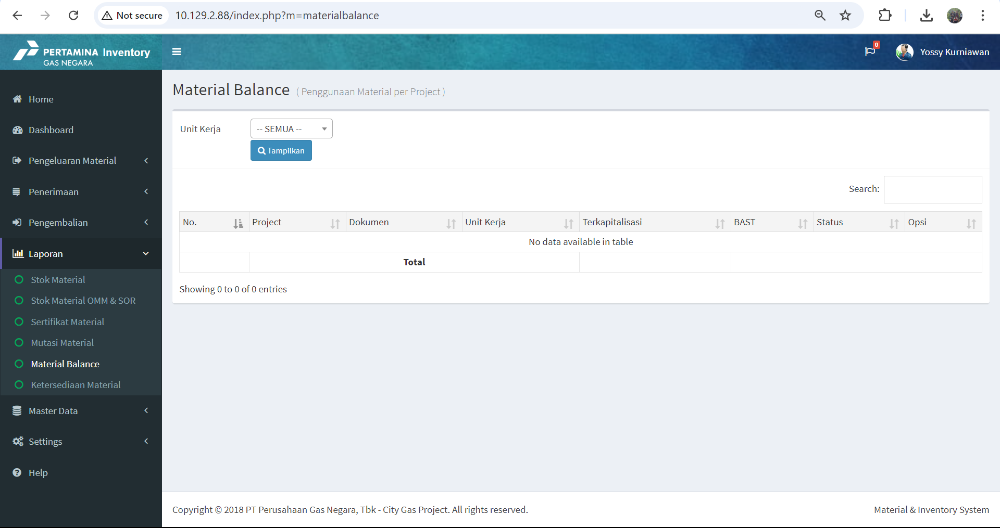 Not secure 10.129.2.88/index.php?m=materialbalance
PERTAMINA Inventory
GAS NEGARA
0
Yossy Kurniawan
Home
Dashboard
Pengeluaran Material
Penerimaan
Pengembalian
Laporan
Stok Material
Stok Material OMM & SOR
Sertifikat Material
Mutasi Material
Material Balance
Ketersediaan Material
Master Data
Settings
Help
Material Balance ( Penggunaan Material per Project )
Unit Kerja -- SEMUA --
Tampilkan
Search:
No. Project Dokumen Unit Kerja Terkapitalisasi BAST Status Opsi
No data available in table
Total
Showing 0 to 0 of 0 entries
Copyright © 2018 PT Perusahaan Gas Negara, Tbk - City Gas Project. All rights reserved. Material & Inventory System